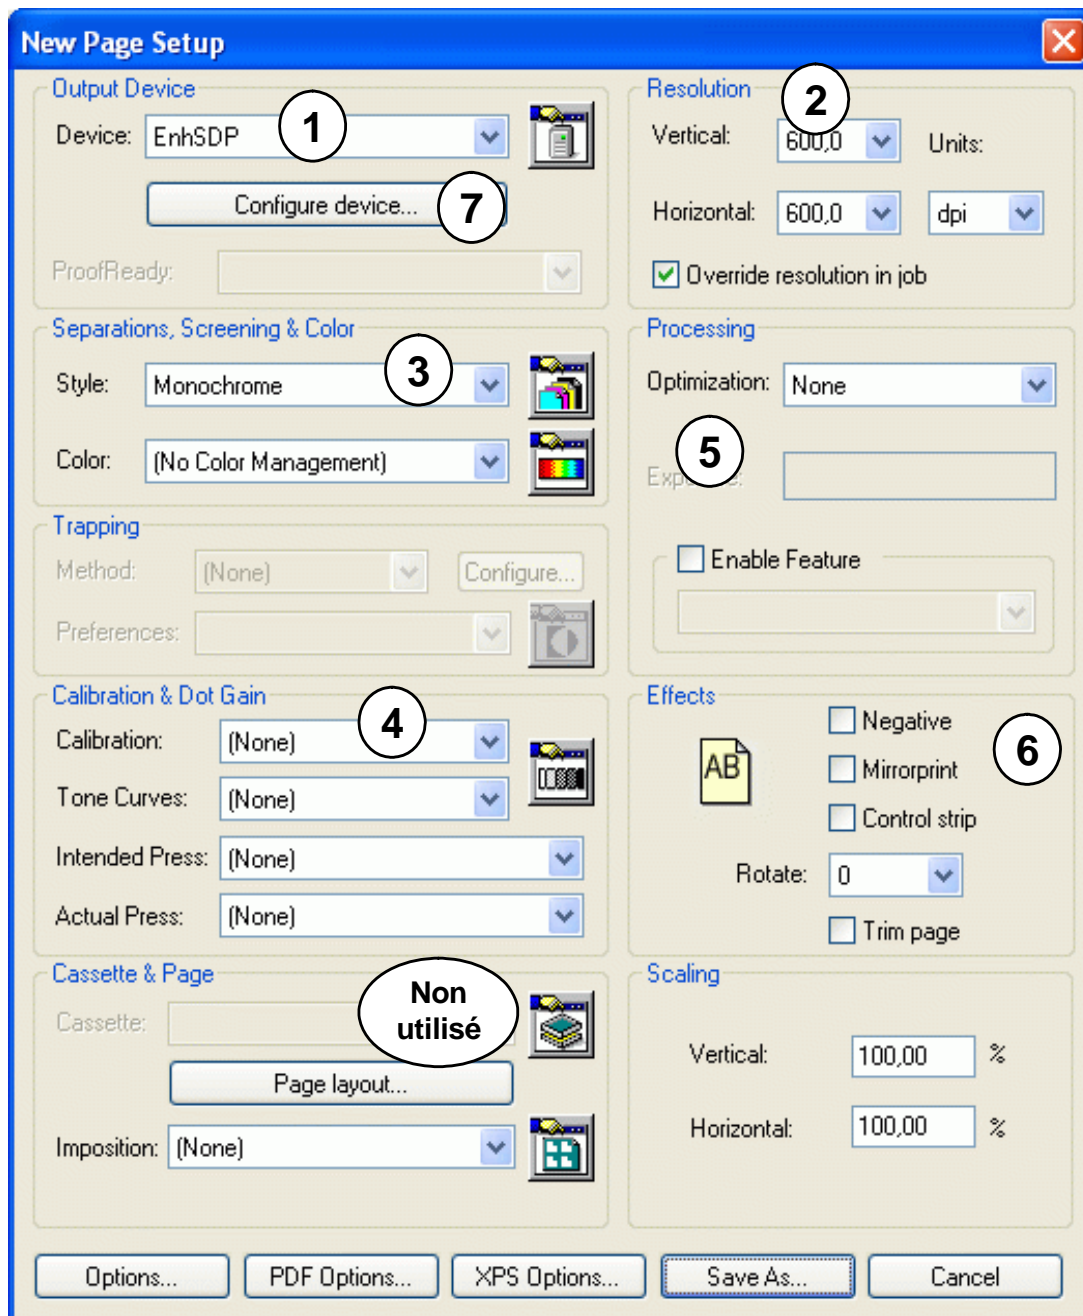 New Page Setup
Output Device
Device: EnhSDP 1
Configure device... 7
ProofReady:
Resolution 2
Vertical: 600,0 Units:
Horizontal: 600,0 dpi
Override resolution in job
Separations, Screening & Color
Style: Monochrome 3
Color: (No Color Management)
Processing
Optimization: None
5
Enable Feature
Trapping
Method: (None) Configure...
Preferences:
Calibration & Dot Gain
Calibration: (None) 4
Tone Curves: (None)
Intended Press: (None)
Actual Press: (None)
Effects
AB
Negative
Mirrorprint 6
Control strip
Rotate: 0
Trim page
Cassette & Page
Cassette:
Non
utilisé
Page layout...
Imposition: (None)
Scaling
Vertical: 100,00 %
Horizontal: 100,00 %
Options... PDF Options... XPS Options... Save As... Cancel